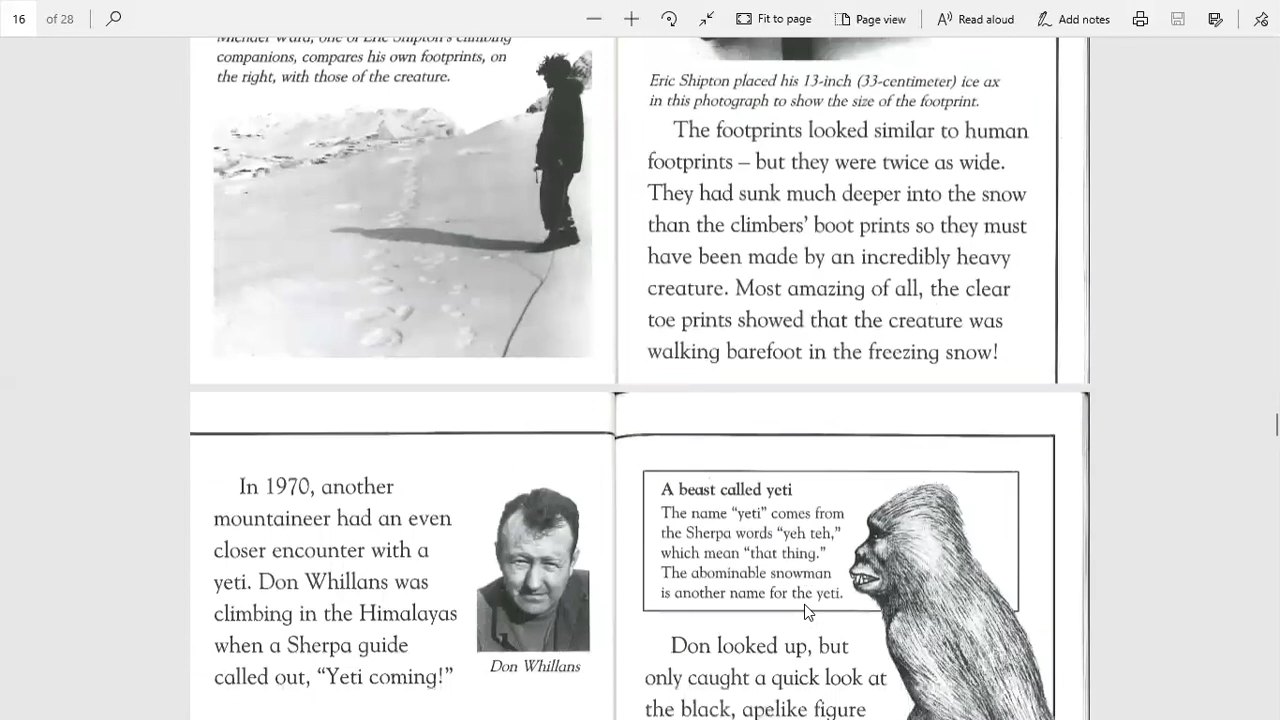 16 of 28 Fit to page Page view Read aloud Add notes
Michael Ward, one of Eric Shipton's climbing
companions, compares his own footprints, on
the right, with those of the creature.
Eric Shipton placed his 13-inch (33-centimeter) ice ax
in this photograph to show the size of the footprint.
The footprints looked similar to human
footprints – but they were twice as wide.
They had sunk much deeper into the snow
than the climbers' boot prints so they must
have been made by an incredibly heavy
creature. Most amazing of all, the clear
toe prints showed that the creature was
walking barefoot in the freezing snow!
In 1970, another
mountaineer had an even
closer encounter with a
yeti. Don Whillans was
climbing in the Himalayas
when a Sherpa guide
called out, “Yeti coming!”
Don Whillans
A beast called yeti
The name “yeti” comes from
the Sherpa words “yeh teh,”
which mean “that thing.”
The abominable snowman
is another name for the yeti.
Don looked up, but
only caught a quick look at
the black, apelike figure